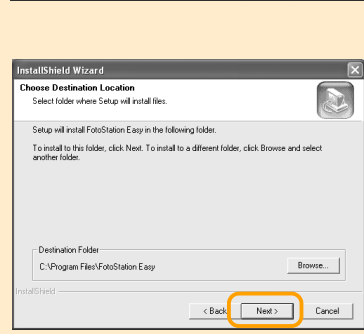 InstallShield Wizard
Choose Destination Location
Select folder where Setup will install files.
Setup will install FotoStation Easy in the following folder.
To install to this folder, click Next. To install to a different folder, click Browse and select
another folder.
Destination Folder
C:\Program Files\FotoStation Easy
Browse...
InstallShield
< Back
Next >
Cancel